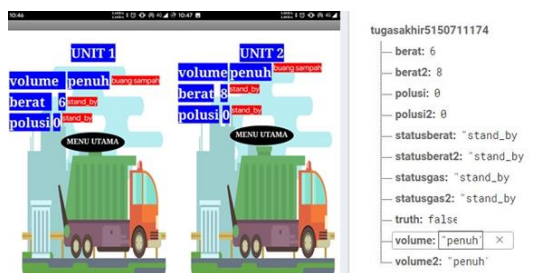 10:46
10:47
UNIT 1
volume penuh buang sampah
berat 6 stand_by
polusi 0 stand_by
MENU UTAMA
UNIT 2
volume penuh buang sampah
berat 8 stand_by
polusi 0 stand_by
MENU UTAMA
tugasakhir5150711174
berat: 6
berat2: 8
polusi: 0
polusi2: 0
statusberat: "stand_by
statusberat2: "stand_by
statusgas: "stand_by
statusgas2: "stand_by
truth: false
volume: "penuh" ×
volume2: "penuh"